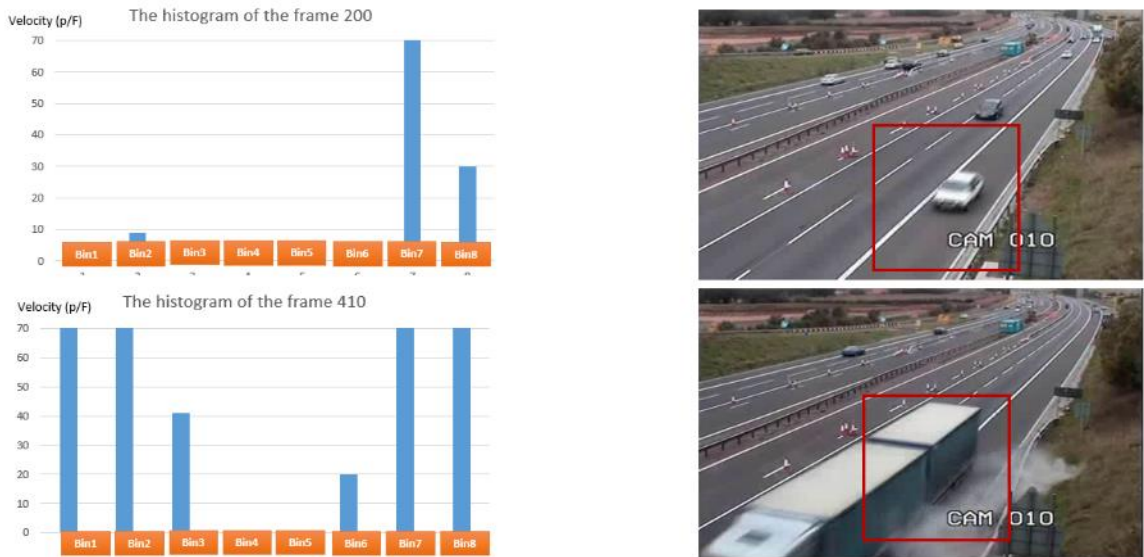 The histogram of the frame 200
Velocity (p/F)
70
60
50
40
30
20
10
0
Bin1 Bin2 Bin3 Bin4 Bin5 Bin6 Bin7 Bin8
CAM 010
The histogram of the frame 410
Velocity (p/F)
70
60
50
40
30
20
10
0
Bin1 Bin2 Bin3 Bin4 Bin5 Bin6 Bin7 Bin8
CAM 010